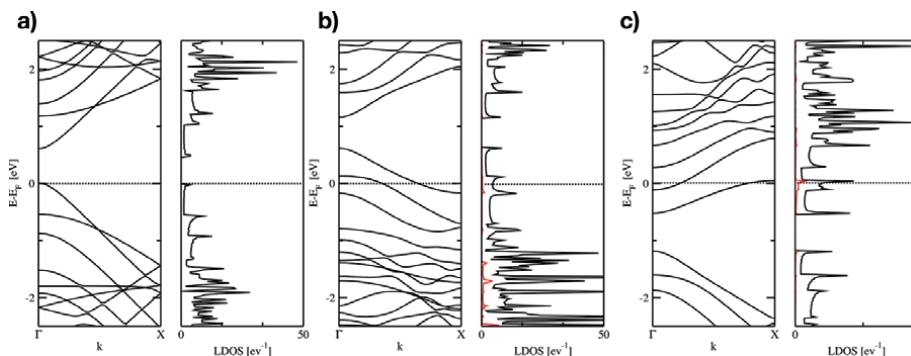 a)
b)
c)
2
0
-2
E-E_F [eV]
Γ
k
X
0
LDOS [ev⁻¹]
50
2
0
-2
E-E_F [eV]
Γ
k
X
0
LDOS [ev⁻¹]
50
2
0
-2
E-E_F [eV]
Γ
k
X
0
LDOS [ev⁻¹]
50